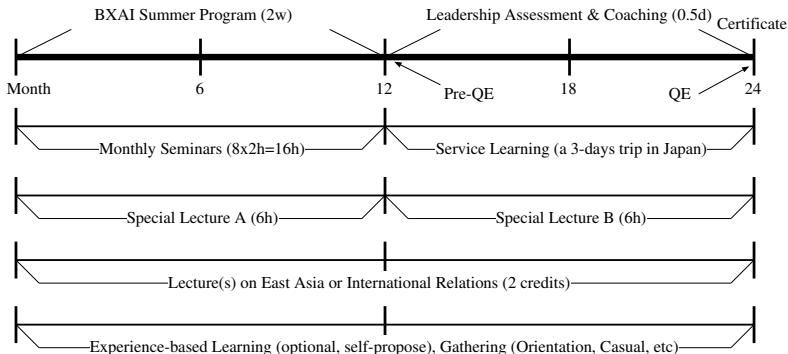 BXAI Summer Program (2w)
Leadership Assessment & Coaching (0.5d)
Certificate
Month
6
12
18
24
Pre-QE
QE
Monthly Seminars (8x2h=16h)
Service Learning (a 3-days trip in Japan)
Special Lecture A (6h)
Special Lecture B (6h)
Lecture(s) on East Asia or International Relations (2 credits)
Experience-based Learning (optional, self-propose), Gathering (Orientation, Casual, etc)